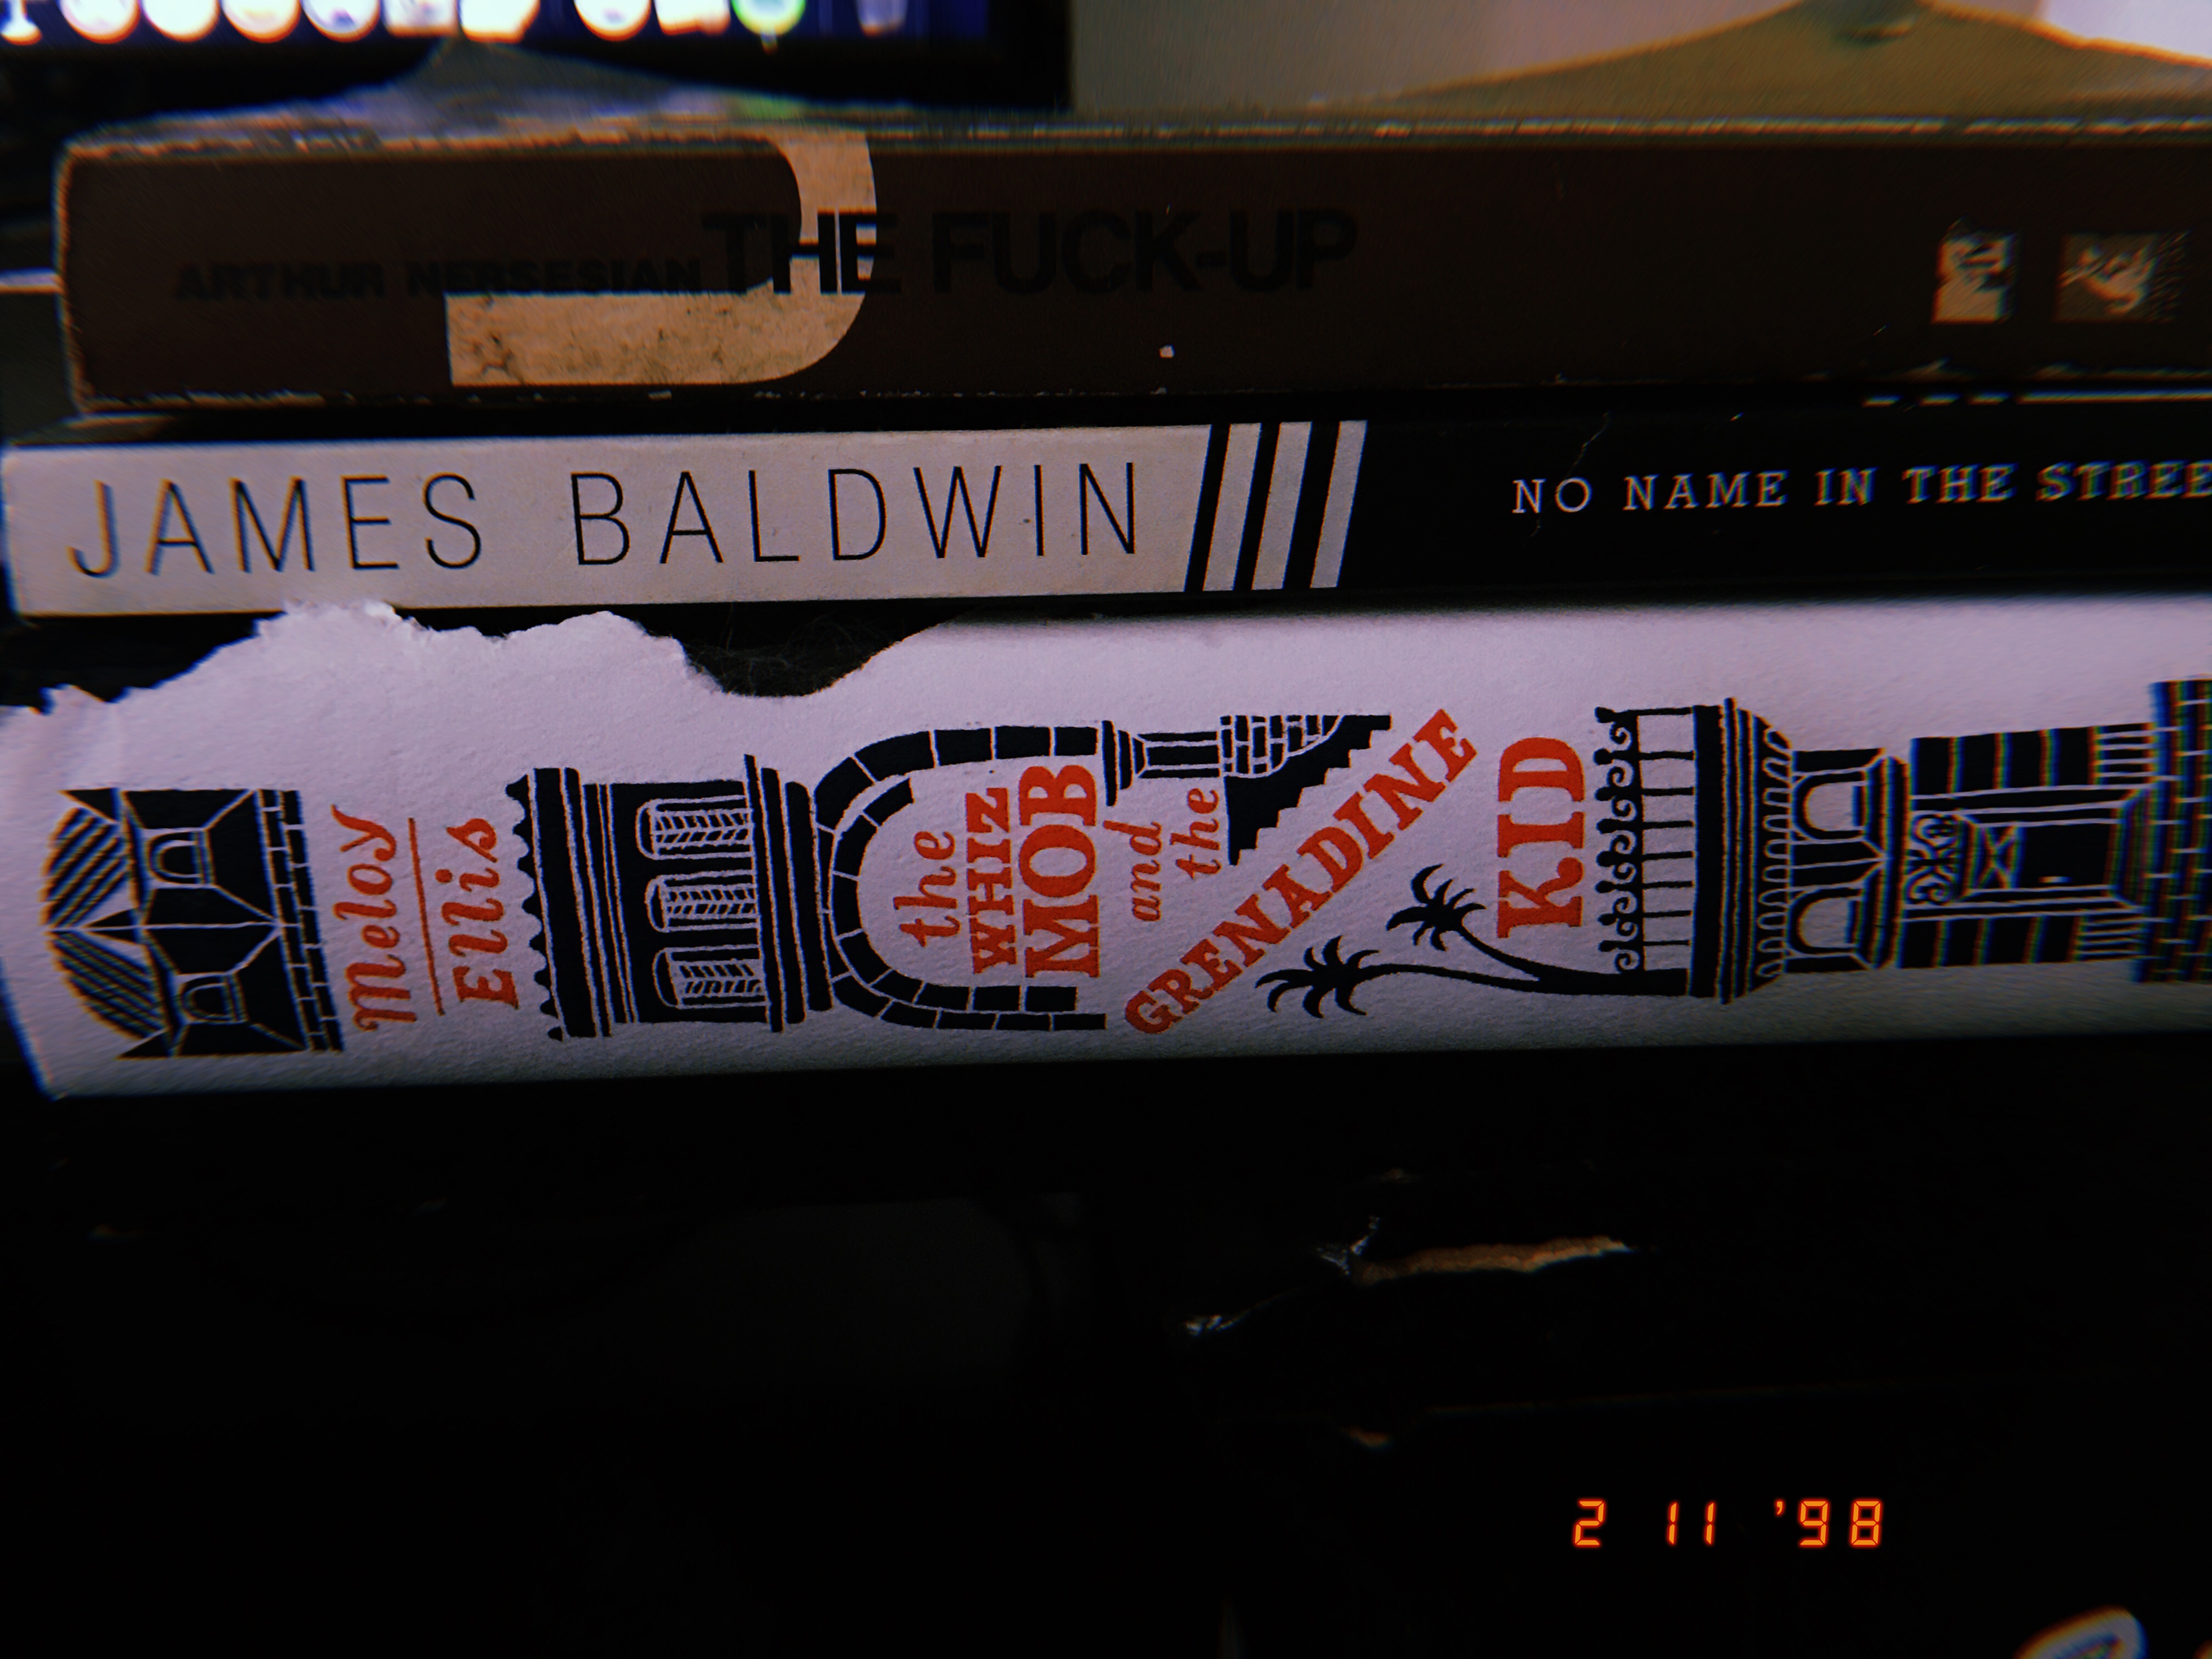 ARTHUR NERSESIAN THE FUCK-UP
JAMES BALDWIN NO NAME IN THE STREE
Meloy
Ellis
the
WHIZ
MOB
and
the
GRENADINE
KID
2 11 '98